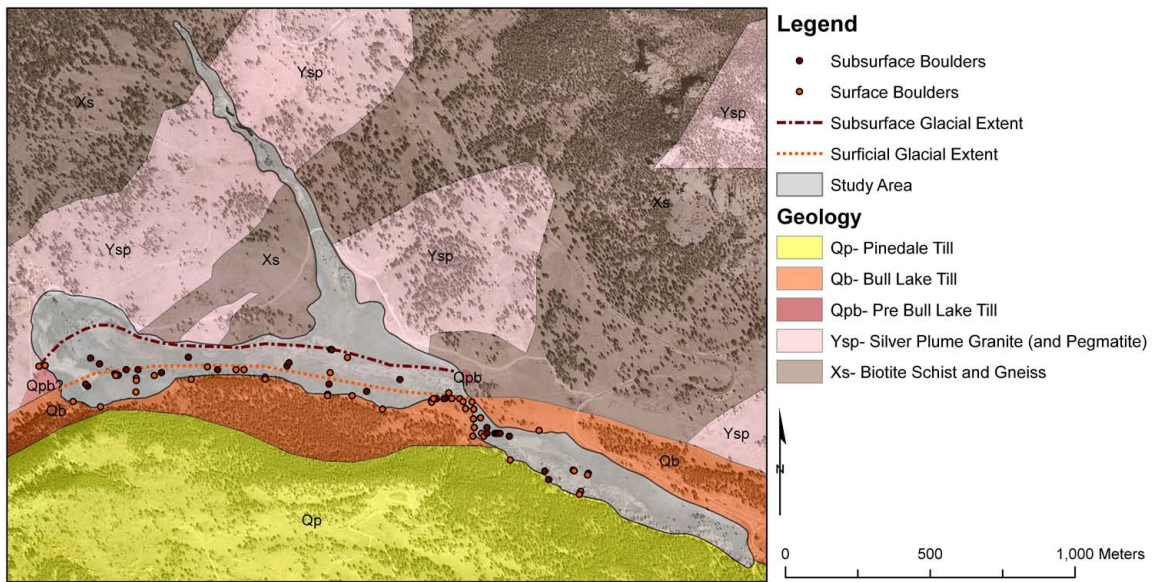 Xs
Ysp
Ysp
Xs
Ysp
Xs
Ysp
Qpb?
Qpb
Qb
Ysp
Qb
Qp
Legend
Subsurface Boulders
Surface Boulders
Subsurface Glacial Extent
Surficial Glacial Extent
Study Area
Geology
Qp- Pinedale Till
Qb- Bull Lake Till
Qpb- Pre Bull Lake Till
Ysp- Silver Plume Granite (and Pegmatite)
Xs- Biotite Schist and Gneiss
N
0 500 1,000 Meters